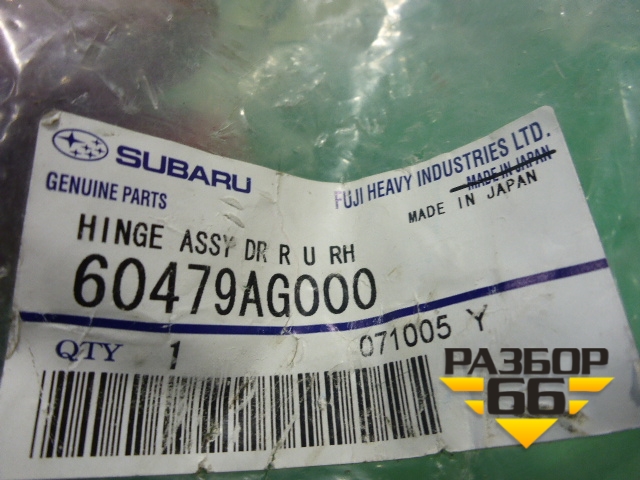 SUBARU
FUJI HEAVY INDUSTRIES LTD.
GENUINE PARTS
MADE IN JAPAN
MADE IN JAPAN
HINGE ASSY DR R U RH
60479AG000
QTY 1 071005 Y
РАЗБОР
66